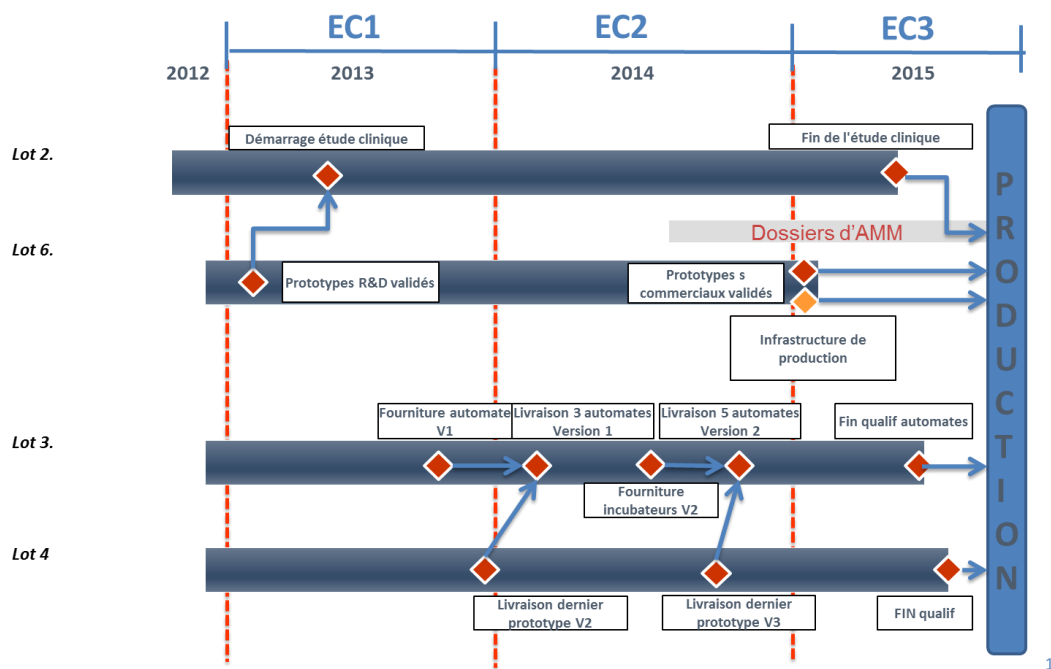 EC1
EC2
EC3
2012
2013
2014
2015
Démarrage étude clinique
Fin de l'étude clinique
Lot 2.
Dossiers d'AMM
Lot 6.
Prototypes R&D validés
Prototypes s
commerciaux validés
Infrastructure de
production
Fourniture automate
V1
Livraison 3 automates
Version 1
Livraison 5 automates
Version 2
Fin qualif automates
Lot 3.
Fourniture
incubateurs V2
Lot 4
Livraison dernier
prototype V2
Livraison dernier
prototype V3
FIN qualif
P
R
O
D
U
C
T
I
O
N
1